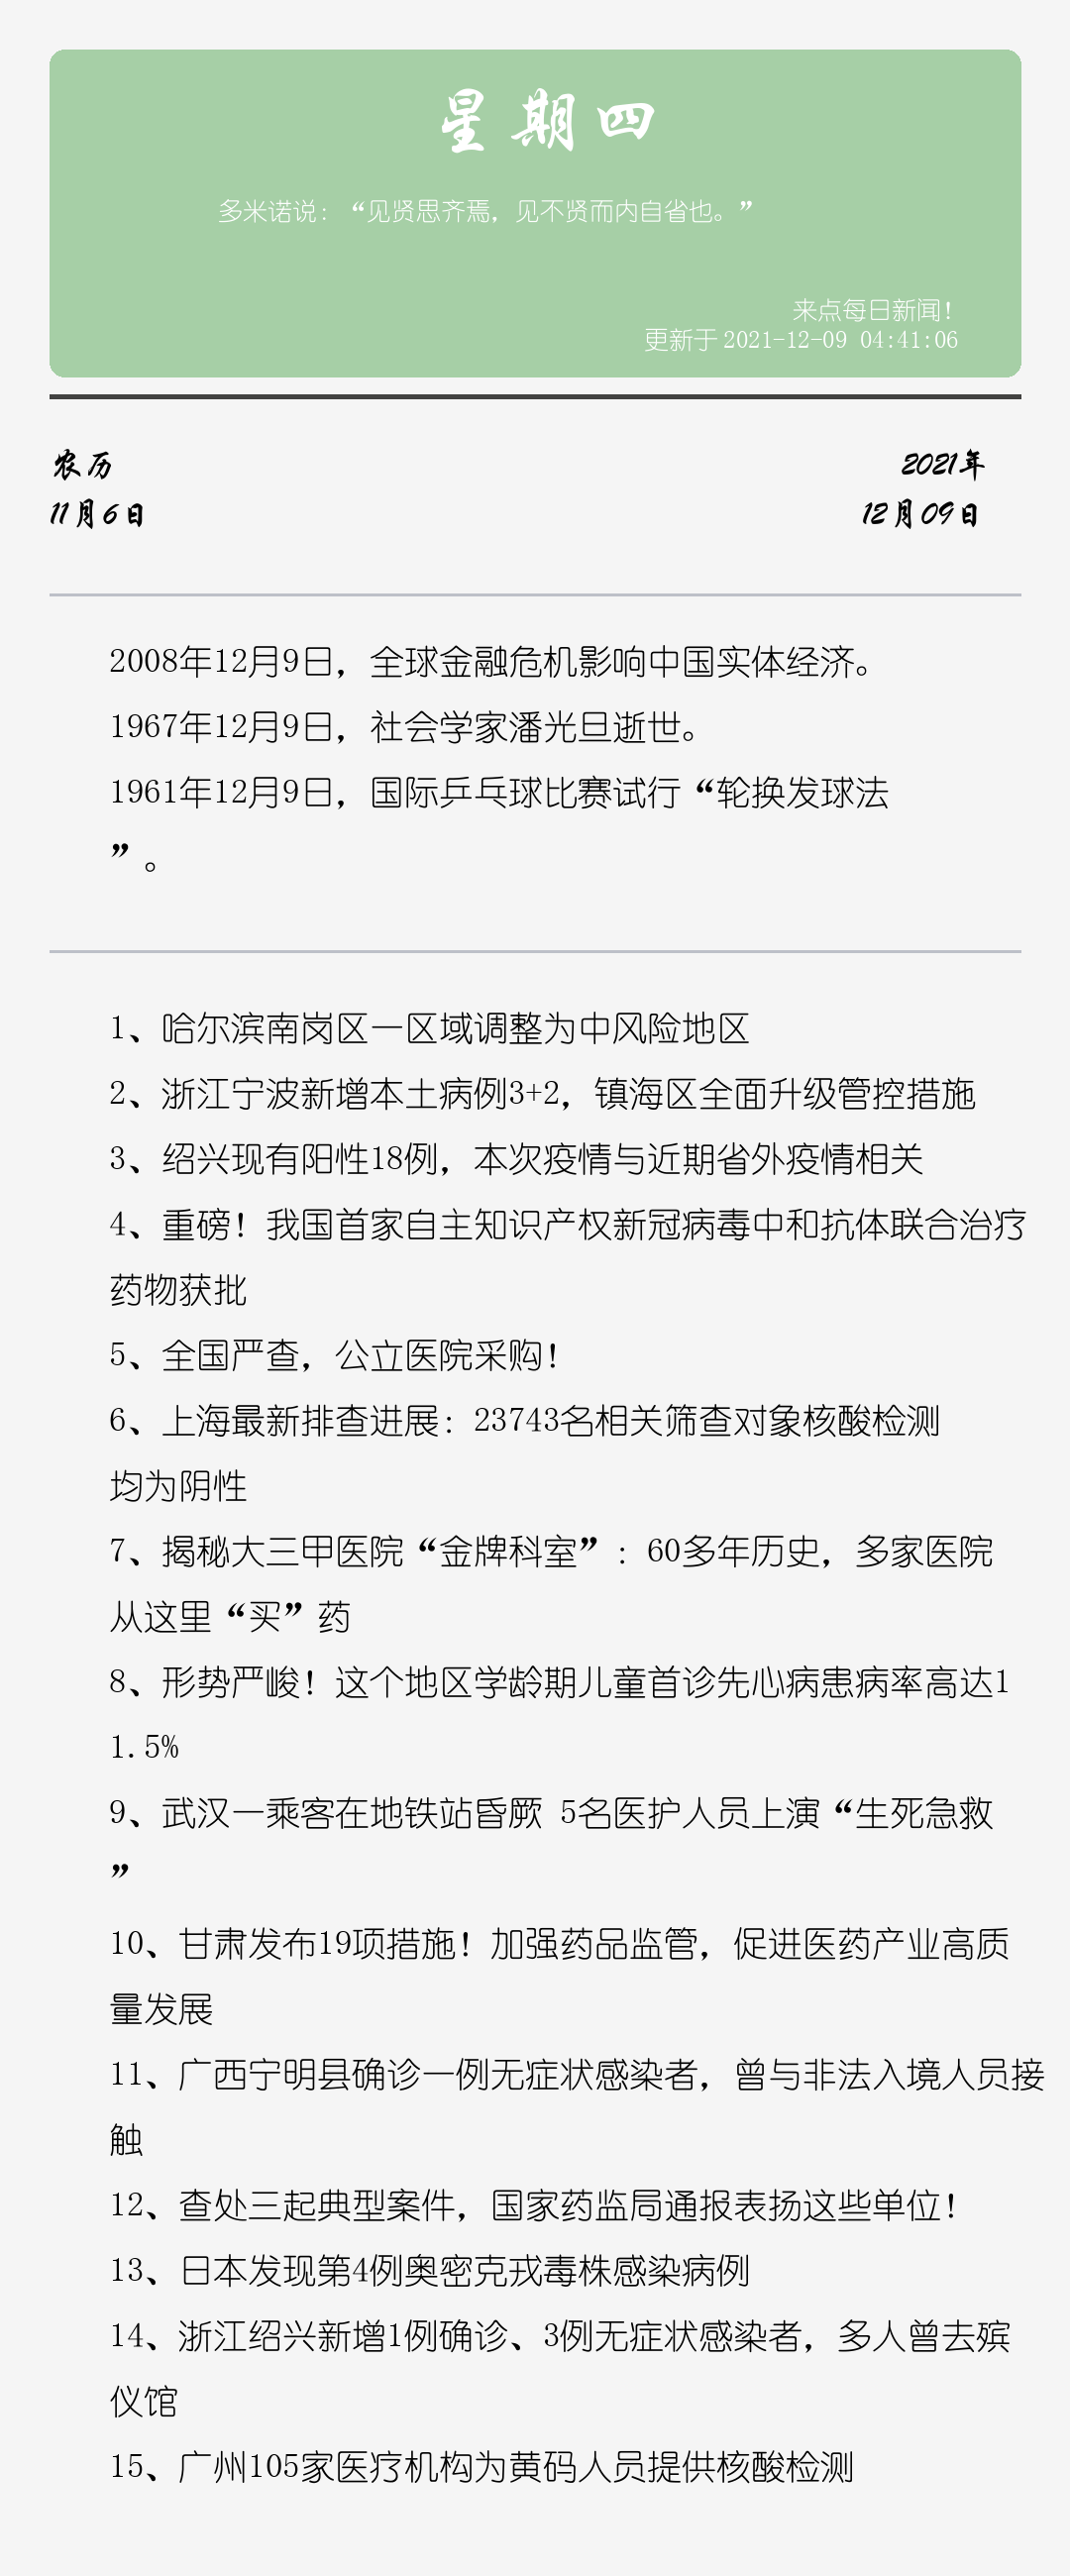 星期四
多米诺说：“见贤思齐焉，见不贤而内自省也。”
来点每日新闻！
更新于 2021-12-09 04:41:06
农历
2021年
11月6日
12月09日
2008年12月9日，全球金融危机影响中国实体经济。
1967年12月9日，社会学家潘光旦逝世。
1961年12月9日，国际乒乓球比赛试行“轮换发球法
”。
1、哈尔滨南岗区一区域调整为中风险地区
2、浙江宁波新增本土病例3+2，镇海区全面升级管控措施
3、绍兴现有阳性18例，本次疫情与近期省外疫情相关
4、重磅！我国首家自主知识产权新冠病毒中和抗体联合治疗
药物获批
5、全国严查，公立医院采购！
6、上海最新排查进展：23743名相关筛查对象核酸检测
均为阴性
7、揭秘大三甲医院“金牌科室”：60多年历史，多家医院
从这里“买”药
8、形势严峻！这个地区学龄期儿童首诊先心病患病率高达1
1.5%
9、武汉一乘客在地铁站昏厥 5名医护人员上演“生死急救
”
10、甘肃发布19项措施！加强药品监管，促进医药产业高质
量发展
11、广西宁明县确诊一例无症状感染者，曾与非法入境人员接
触
12、查处三起典型案件，国家药监局通报表扬这些单位！
13、日本发现第4例奥密克戎毒株感染病例
14、浙江绍兴新增1例确诊、3例无症状感染者，多人曾去殡
仪馆
15、广州105家医疗机构为黄码人员提供核酸检测